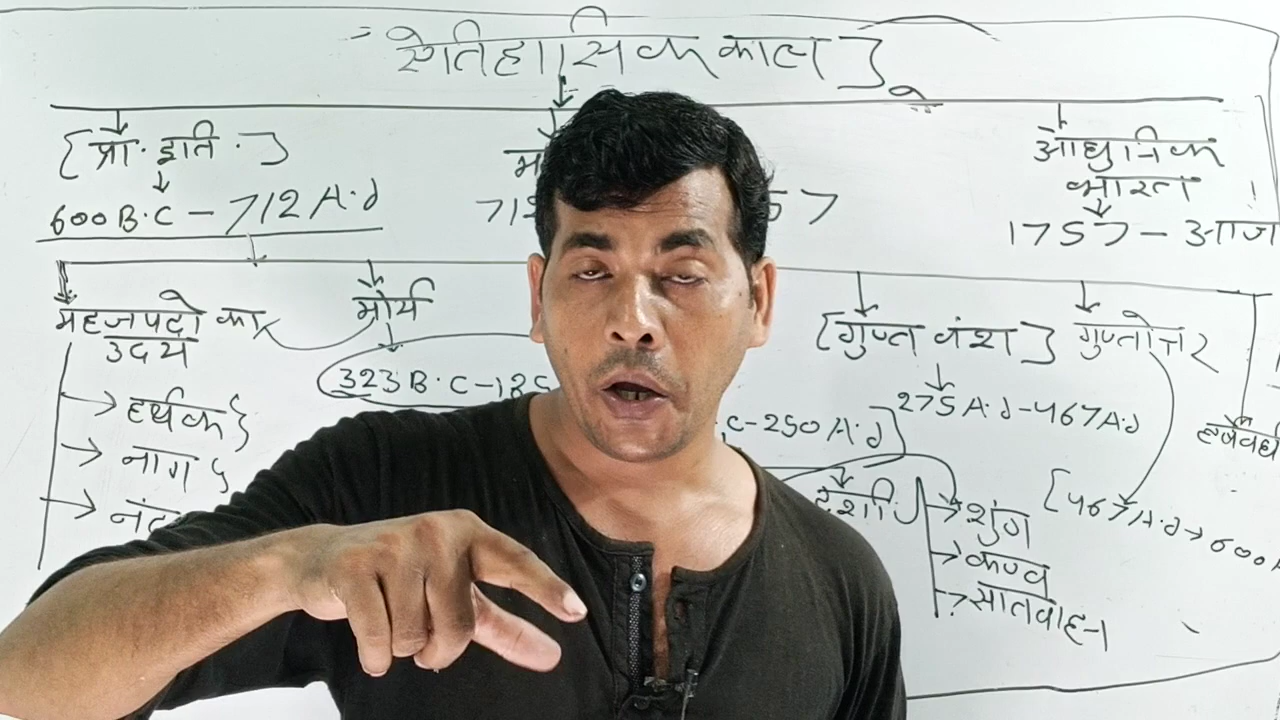 ऐतिहासिक काल ]
{ प्रा. इति. }
600 B.C - 712 A.d
आधुनिक
भारत
1757 - आज
महजपदो का
उदय
→ हर्यक }
→ नाग }
→ नंद
मौर्य
323 B.C - 18
[गुप्त वंश]
275 A.d - 467 A.d
गुप्तोत्तर
[467 A.d → 600
C - 250 A.d]
देशी
→ शुंग
→ कण्व
→ सातवाहन